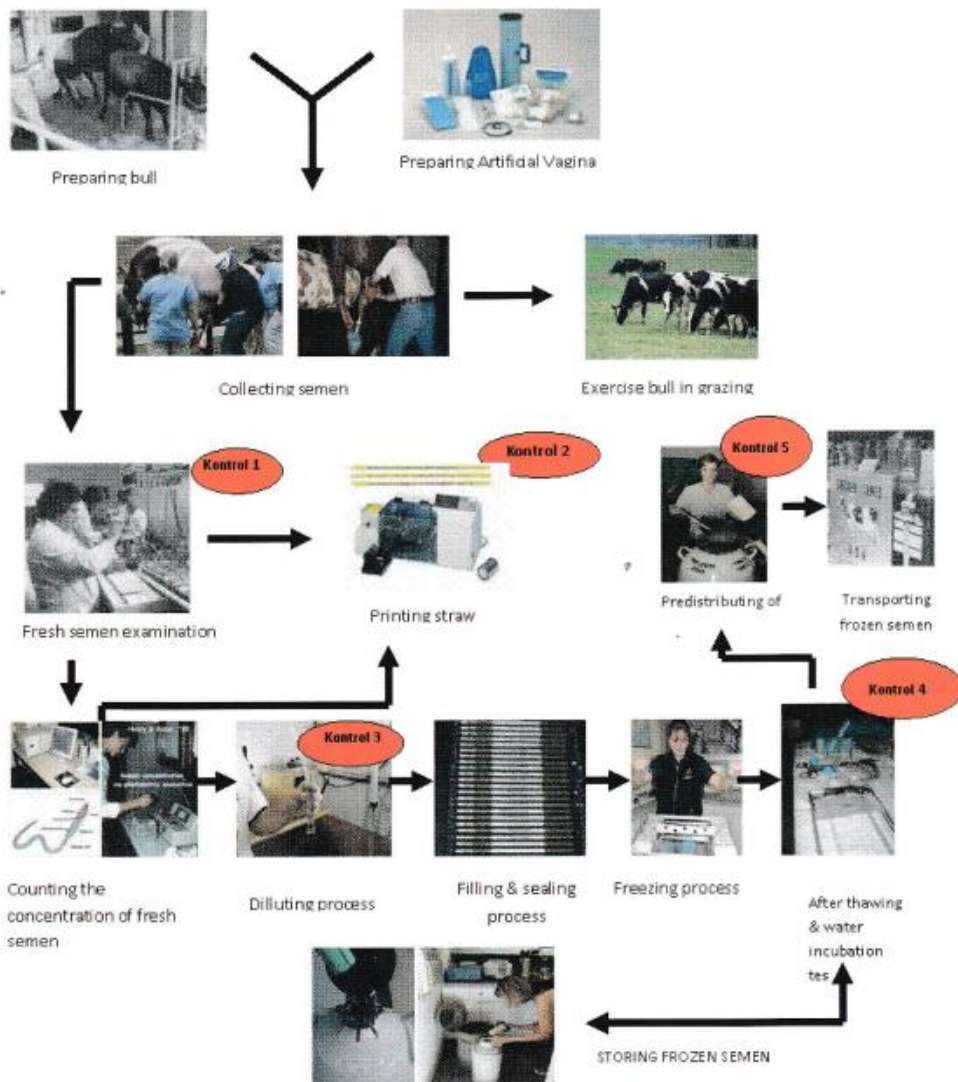 Preparing bull
Preparing Artificial Vagina
Collecting semen
Exercise bull in grazing
Kontrol 1
Kontrol 2
Kontrol 5
Fresh semen examination
Printing straw
Predistributing of
Transporting
frozen semen
Kontrol 3
Kontrol 4
Counting the
concentration of fresh
semen
Dilluting process
Filling & sealing
process
Freezing process
After thawing
& water
incubation
tes
STORING FROZEN SEMEN